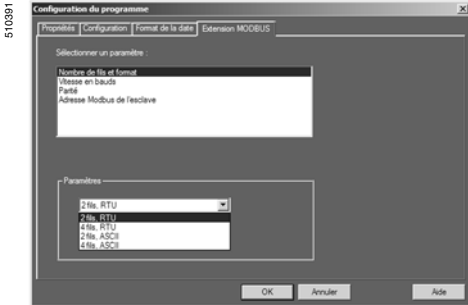 510391
Configuration du programme
Propriétés Configuration Format de la date Extension MODBUS
Sélectionner un paramètre :
Nombre de fils et format
Vitesse en bauds
Parité
Adresse Modbus de l'esclave
Paramètres
2 fils, RTU
2 fils, RTU
4 fils, RTU
2 fils, ASCII
4 fils, ASCII
OK Annuler Aide